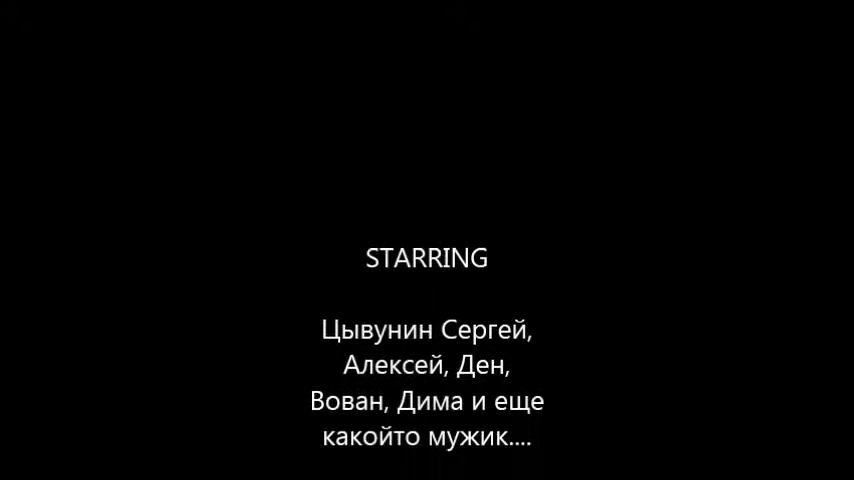 STARRING
Цывунин Сергей,
Алексей, Ден,
Вован, Дима и еще
какойто мужик....